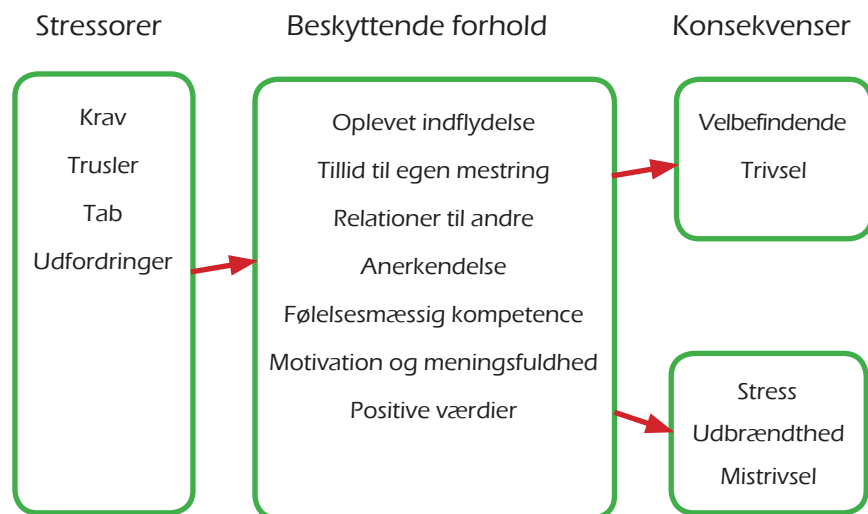 Stressorer
Krav
Trusler
Tab
Udfordringer
Beskyttende forhold
Oplevet indflydelse
Tillid til egen mestring
Relationer til andre
Anerkendelse
Følelsesmæssig kompetence
Motivation og meningsfuldhed
Positive værdier
Konsekvenser
Velbefindende
Trivsel
Stress
Udbrændthed
Mistrivsel